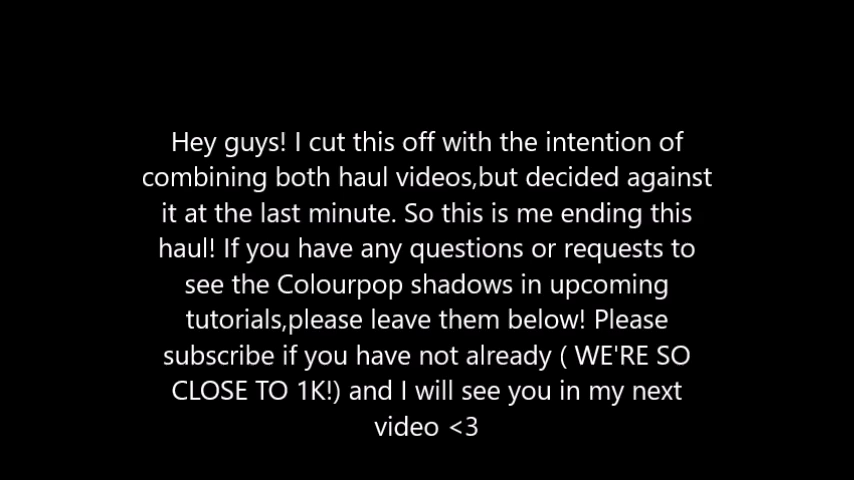 Hey guys! I cut this off with the intention of
combining both haul videos,but decided against
it at the last minute. So this is me ending this
haul! If you have any questions or requests to
see the Colourpop shadows in upcoming
tutorials,please leave them below! Please
subscribe if you have not already ( WE'RE SO
CLOSE TO 1K!) and I will see you in my next
video <3